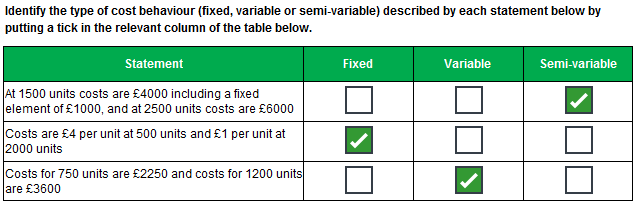 Identify the type of cost behaviour (fixed, variable or semi-variable) described by each statement below by
putting a tick in the relevant column of the table below.
Statement Fixed Variable Semi-variable
At 1500 units costs are £4000 including a fixed
element of £1000, and at 2500 units costs are £6000
Costs are £4 per unit at 500 units and £1 per unit at
2000 units
Costs for 750 units are £2250 and costs for 1200 units
are £3600